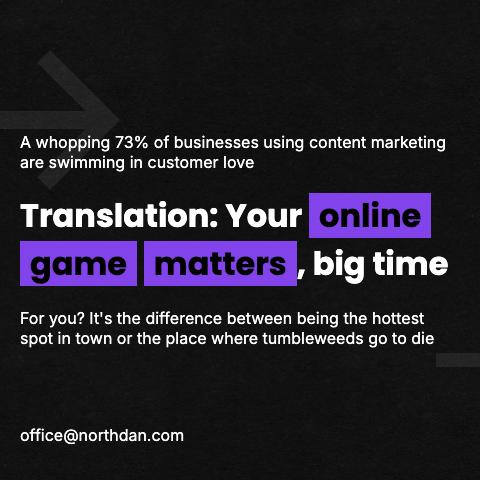 A whopping 73% of businesses using content marketing
are swimming in customer love
Translation: Your online
game matters, big time
For you? It's the difference between being the hottest
spot in town or the place where tumbleweeds go to die
office@northdan.com